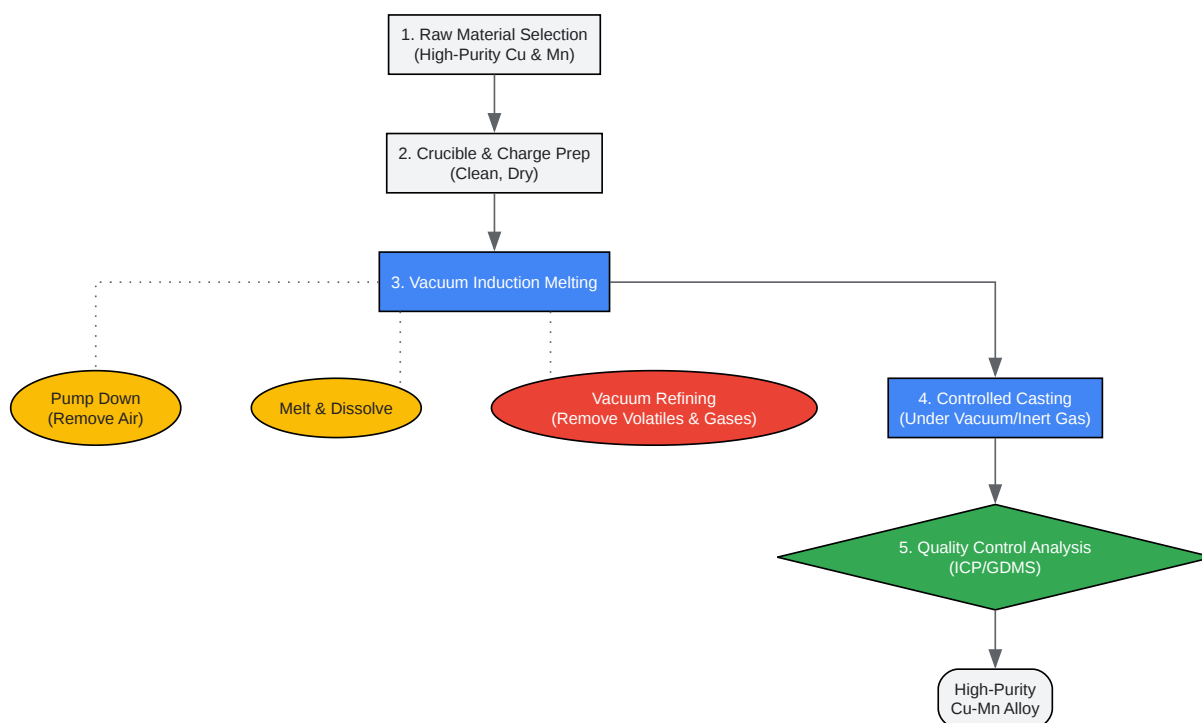 1. Raw Material Selection
(High-Purity Cu & Mn)
2. Crucible & Charge Prep
(Clean, Dry)
3. Vacuum Induction Melting
Pump Down
(Remove Air)
Melt & Dissolve
Vacuum Refining
(Remove Volatiles & Gases)
4. Controlled Casting
(Under Vacuum/Inert Gas)
5. Quality Control Analysis
(ICP/GDMS)
High-Purity
Cu-Mn Alloy